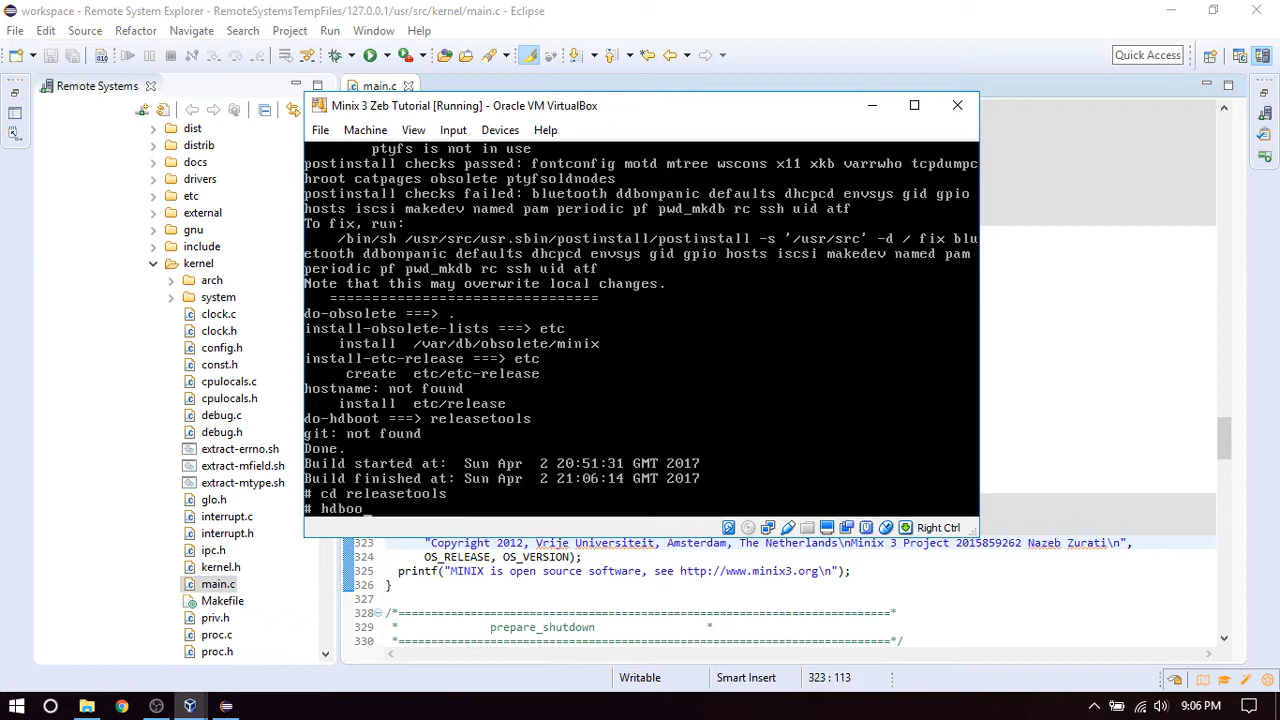 workspace - Remote System Explorer - RemoteSystemsTempFiles/127.0.0.1/usr/src/kernel/main.c - Eclipse
File Edit Source Refactor Navigate Search Project Run Window Help
Quick Access
Remote Systems
main.c
dist
distrib
docs
drivers
etc
external
gnu
include
kernel
arch
system
clock.c
clock.h
config.h
const.h
cpulocals.c
cpulocals.h
debug.c
debug.h
extract-errno.sh
extract-mfield.sh
extract-mtype.sh
glo.h
interrupt.c
interrupt.h
ipc.h
kernel.h
main.c
Makefile
priv.h
proc.c
proc.h
Minix 3 Zeb Tutorial [Running] - Oracle VM VirtualBox
File Machine View Input Devices Help
ptyfs is not in use
postinstall checks passed: fontconfig motd mtree wscons x11 xkb varrwho tcpdumpc
hroot catpages obsolete ptyfsoldnodes
postinstall checks failed: bluetooth ddbonpanic defaults dhcpcd envsys gid gpio
hosts iscsi makedev named pam periodic pf pwd_mkdb rc ssh uid atf
To fix, run:
/bin/sh /usr/src/usr.sbin/postinstall/postinstall -s '/usr/src' -d / fix blu
etooth ddbonpanic defaults dhcpcd envsys gid gpio hosts iscsi makedev named pam
periodic pf pwd_mkdb rc ssh uid atf
Note that this may overwrite local changes.
===============================
do-obsolete ===> .
install-obsolete-lists ===> etc
install /var/db/obsolete/minix
install-etc-release ===> etc
create etc/etc-release
hostname: not found
install etc/release
do-hdboot ===> releasetools
git: not found
Done.
Build started at: Sun Apr 2 20:51:31 GMT 2017
Build finished at: Sun Apr 2 21:06:14 GMT 2017
# cd releasetools
# hdboo_
Right Ctrl
323 "Copyright 2012, Vrije Universiteit, Amsterdam, The Netherlands\nMinix 3 Project 2015859262 Nazeb Zurati\n",
324 OS_RELEASE, OS_VERSION);
325 printf("MINIX is open source software, see http://www.minix3.org\n");
326 }
327
328 /*===========================================================================*
329 * prepare_shutdown *
330 *===========================================================================*/
Writable Smart Insert 323 : 113
9:06 PM